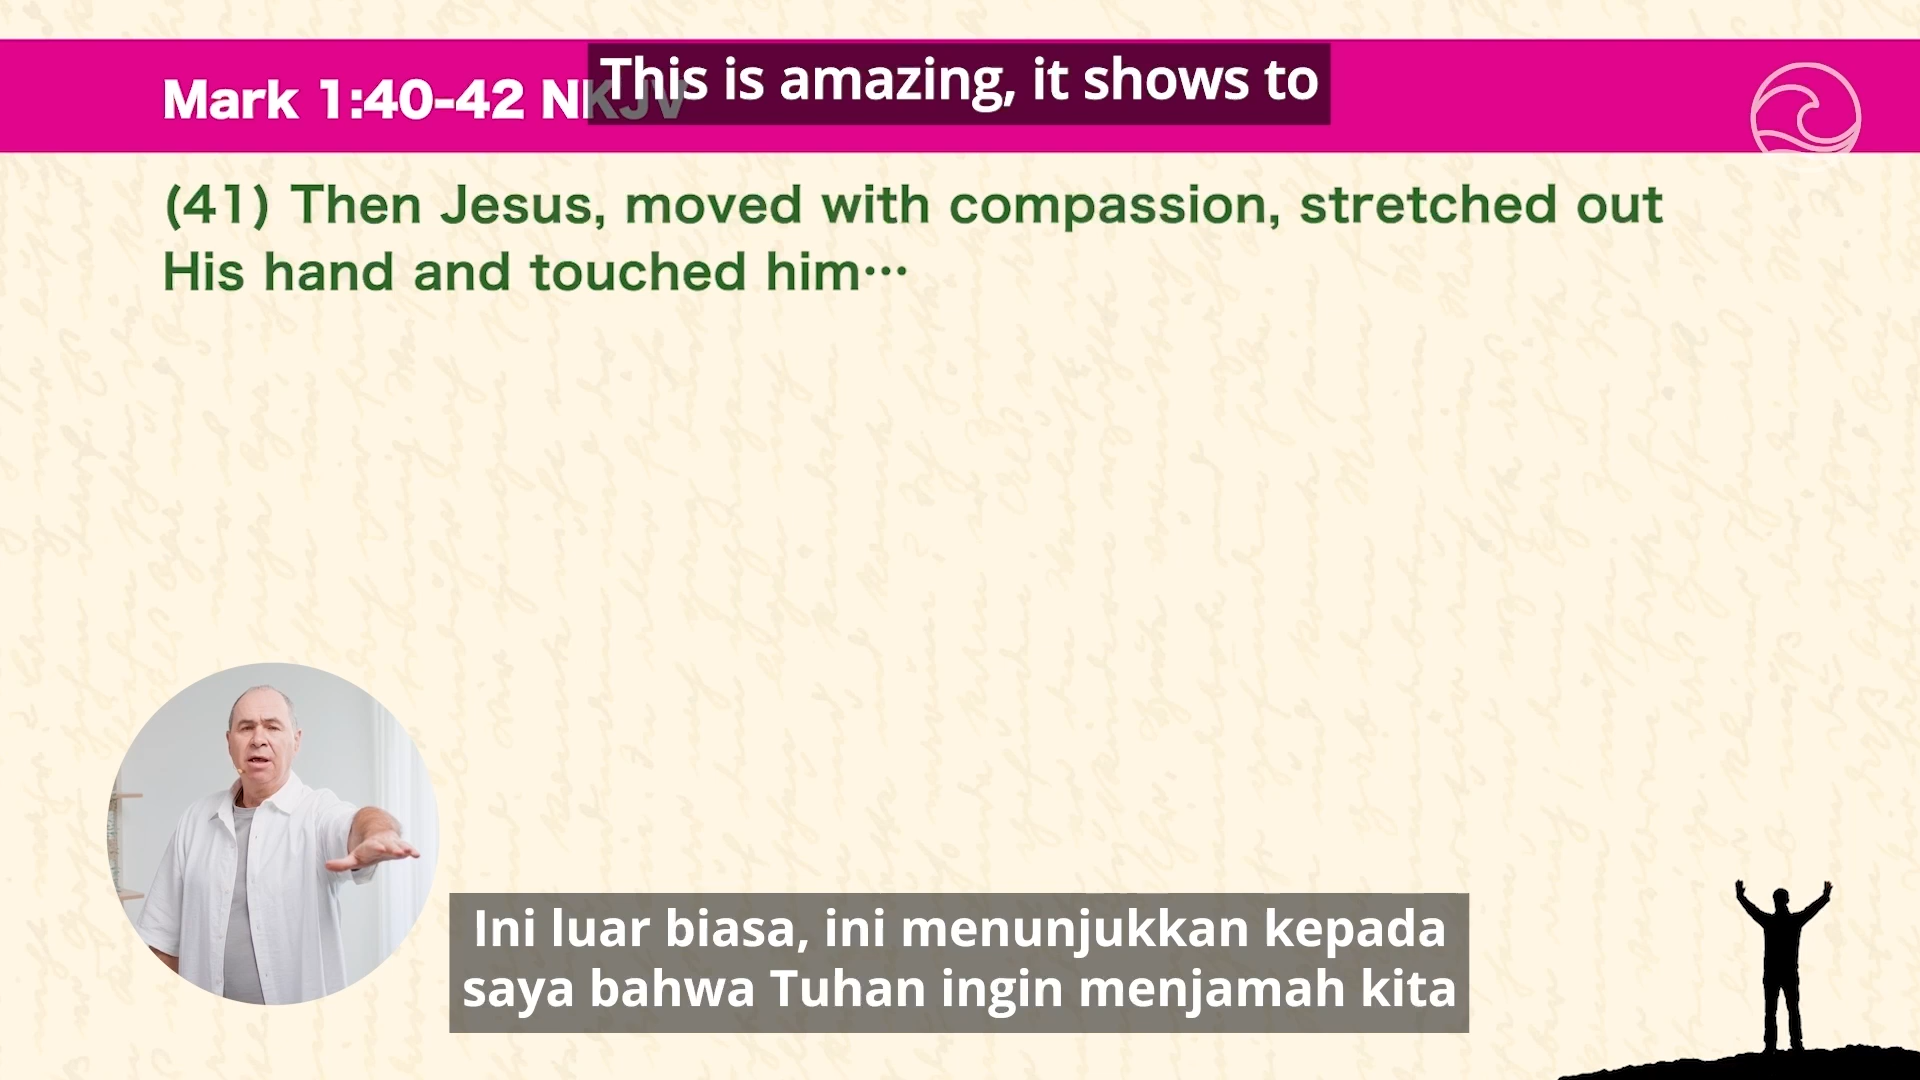 Mark 1:40-42 NKJV
This is amazing, it shows to
(41) Then Jesus, moved with compassion, stretched out
His hand and touched him···
Ini luar biasa, ini menunjukkan kepada
saya bahwa Tuhan ingin menjamah kita